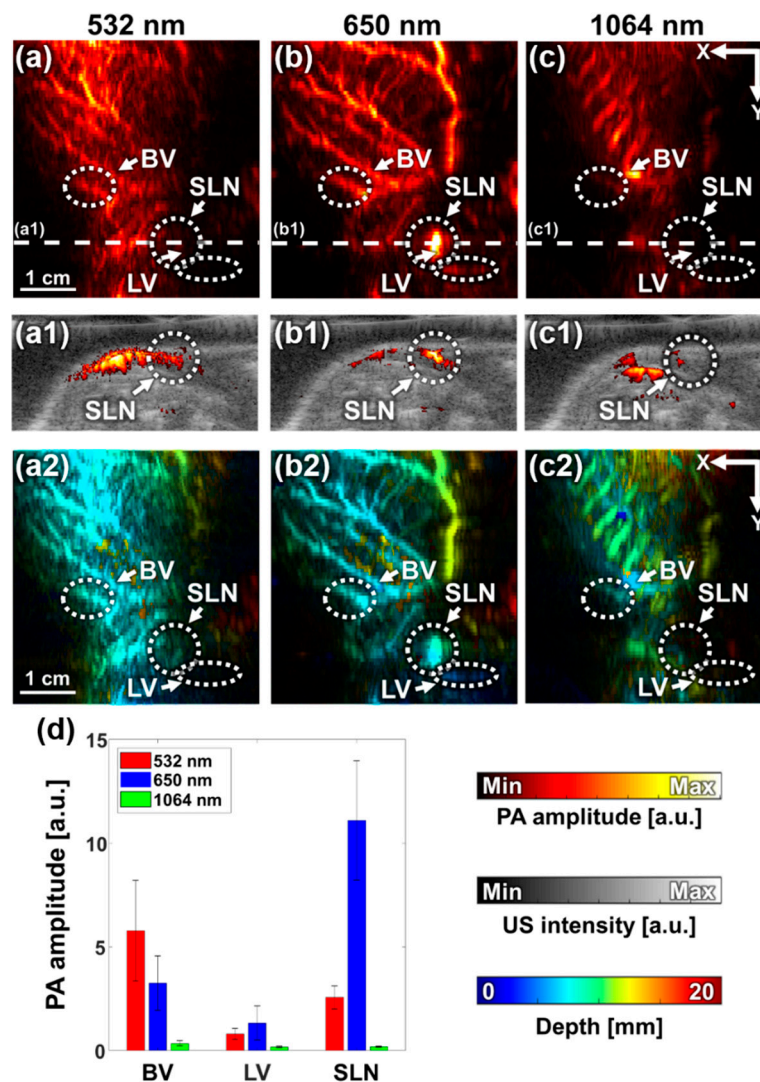 532 nm 650 nm 1064 nm
(a) (b) (c) X
Y
BV BV BV
SLN SLN SLN
(a1) (b1) (c1)
1 cm LV LV LV
(a1) (b1) (c1)
SLN SLN SLN
(a2) (b2) (c2) X
Y
BV BV BV
SLN SLN SLN
1 cm LV LV LV
(d)
15
10
5
0
PA amplitude [a.u.]
532 nm
650 nm
1064 nm
BV LV SLN
Min Max
PA amplitude [a.u.]
Min Max
US intensity [a.u.]
0 20
Depth [mm]